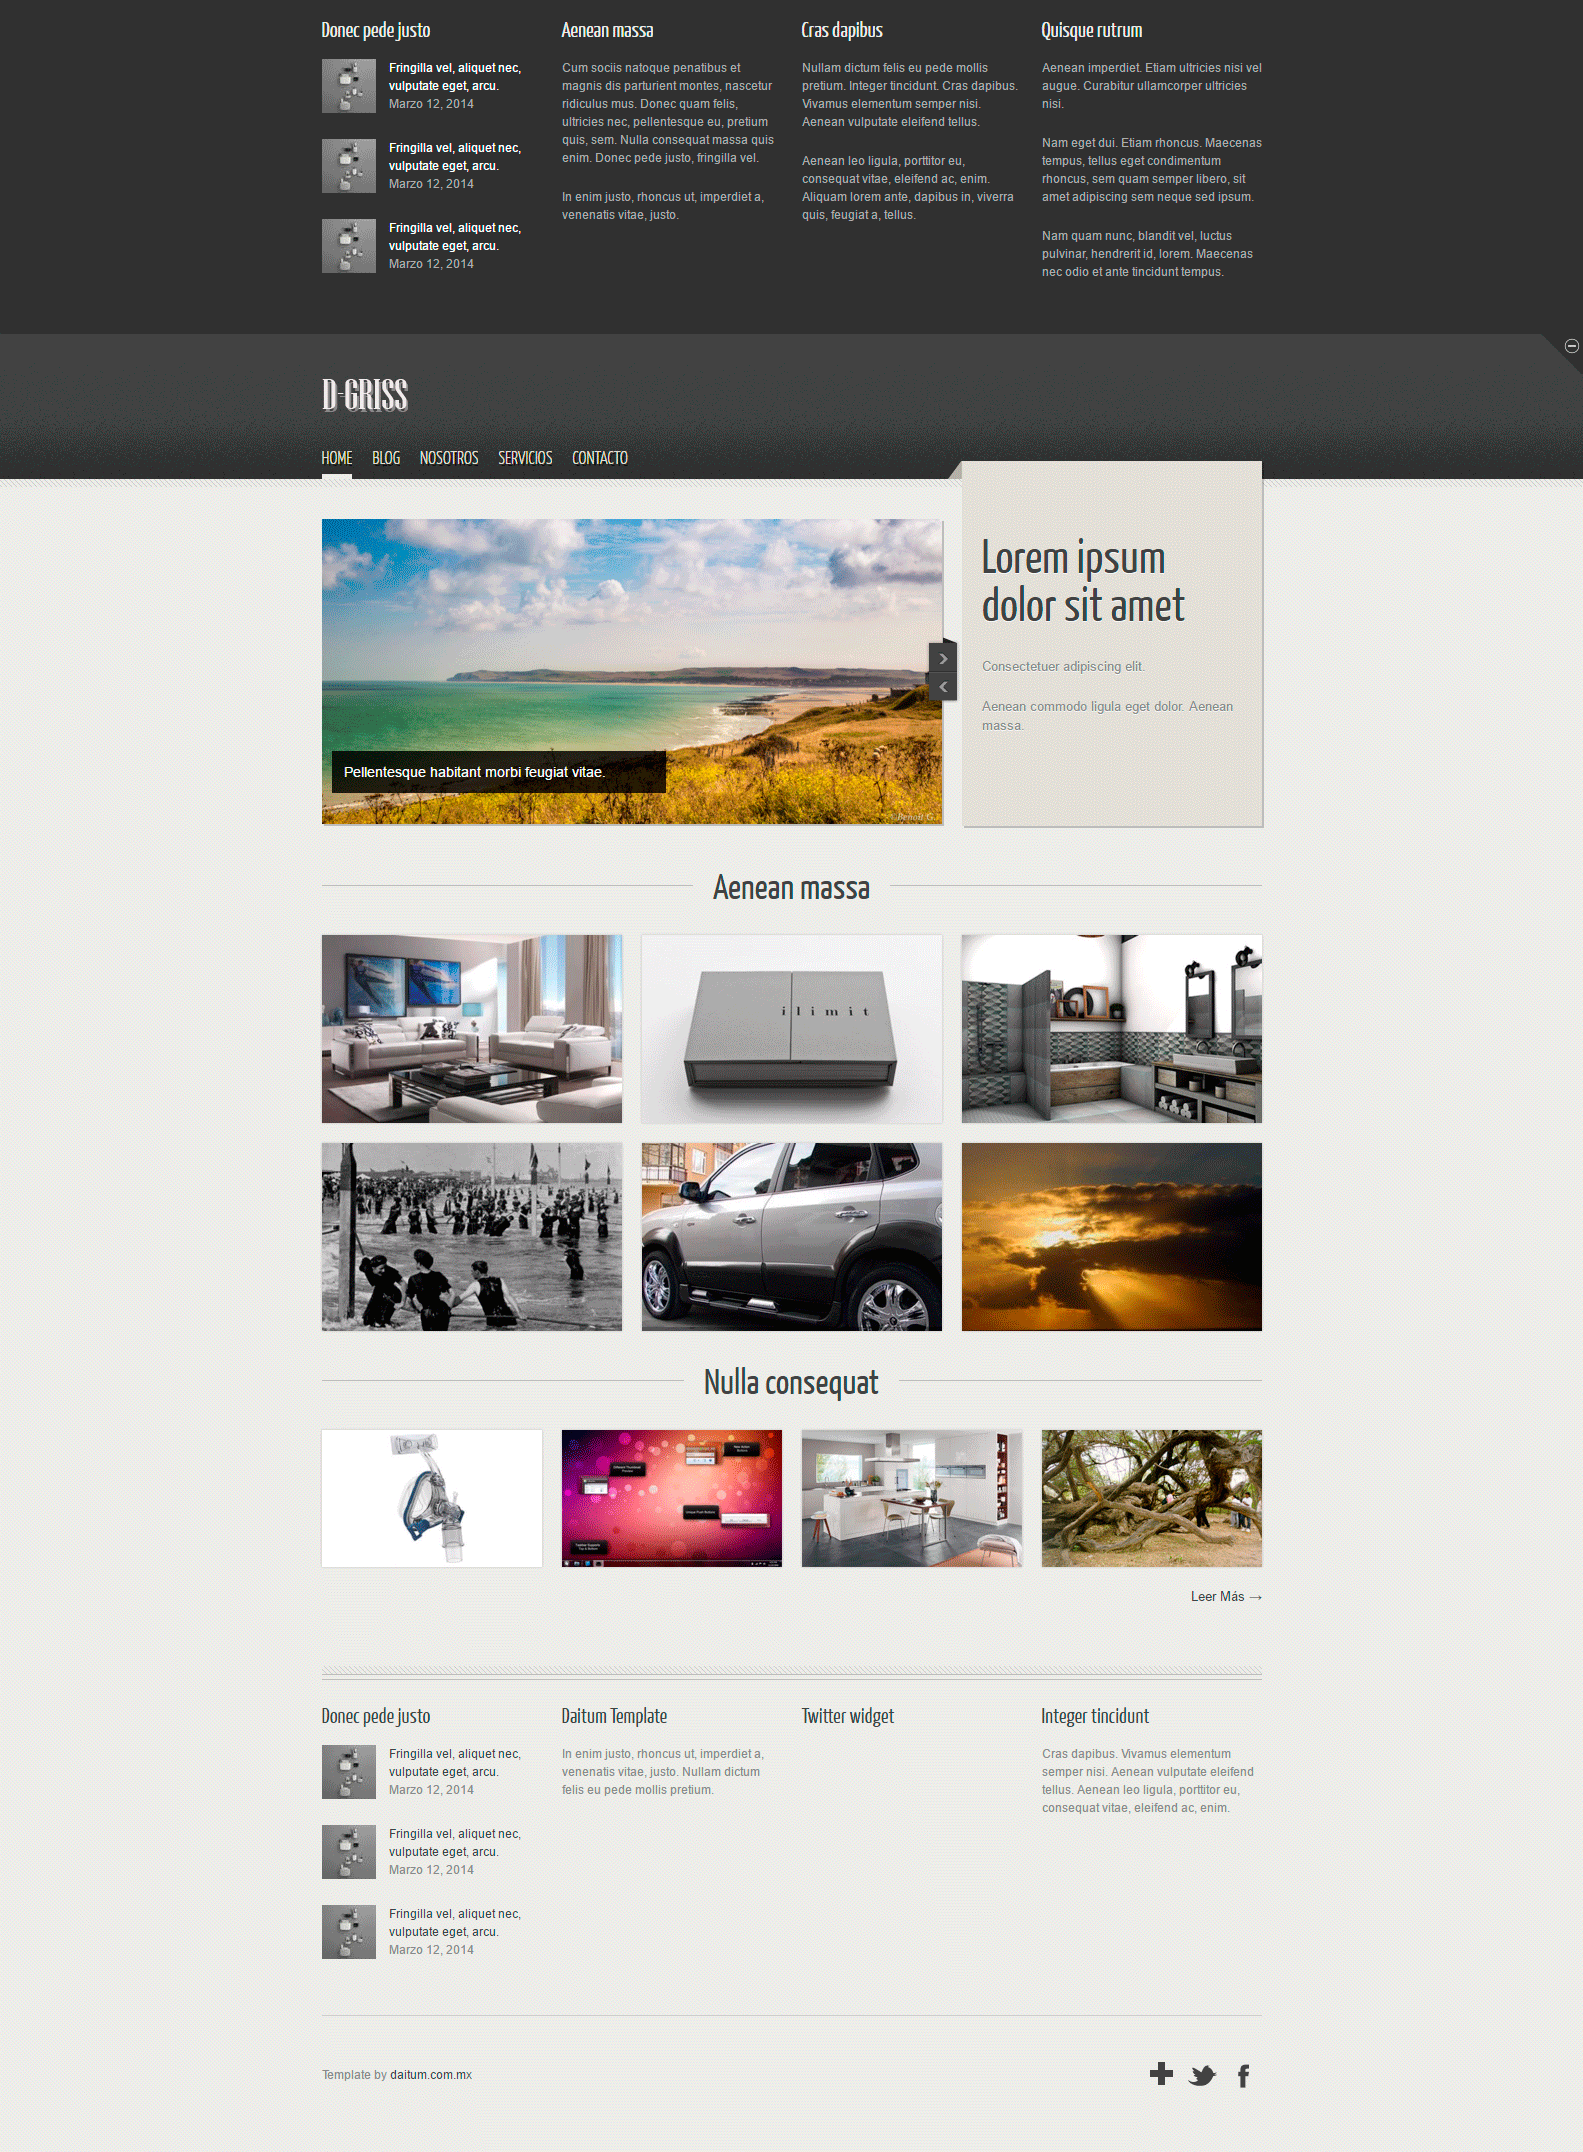 Donec pede justo
Fringilla vel, aliquet nec,
vulputate eget, arcu.
Marzo 12, 2014
Fringilla vel, aliquet nec,
vulputate eget, arcu.
Marzo 12, 2014
Fringilla vel, aliquet nec,
vulputate eget, arcu.
Marzo 12, 2014
Aenean massa
Cum sociis natoque penatibus et
magnis dis parturient montes, nascetur
ridiculus mus. Donec quam felis,
ultricies nec, pellentesque eu, pretium
quis, sem. Nulla consequat massa quis
enim. Donec pede justo, fringilla vel.
In enim justo, rhoncus ut, imperdiet a,
venenatis vitae, justo.
Cras dapibus
Nullam dictum felis eu pede mollis
pretium. Integer tincidunt. Cras dapibus.
Vivamus elementum semper nisi.
Aenean vulputate eleifend tellus.
Aenean leo ligula, porttitor eu,
consequat vitae, eleifend ac, enim.
Aliquam lorem ante, dapibus in, viverra
quis, feugiat a, tellus.
Quisque rutrum
Aenean imperdiet. Etiam ultricies nisi vel
augue. Curabitur ullamcorper ultricies
nisi.
Nam eget dui. Etiam rhoncus. Maecenas
tempus, tellus eget condimentum
rhoncus, sem quam semper libero, sit
amet adipiscing sem neque sed ipsum.
Nam quam nunc, blandit vel, luctus
pulvinar, hendrerit id, lorem. Maecenas
nec odio et ante tincidunt tempus.
D-GRISS
HOME BLOG NOSOTROS SERVICIOS CONTACTO
Pellentesque habitant morbi feugiat vitae.
©Benoit G.
Lorem ipsum
dolor sit amet
Consectetuer adipiscing elit.
Aenean commodo ligula eget dolor. Aenean
massa.
Aenean massa
ilimit
Nulla consequat
Leer Más →
Donec pede justo
Fringilla vel, aliquet nec,
vulputate eget, arcu.
Marzo 12, 2014
Fringilla vel, aliquet nec,
vulputate eget, arcu.
Marzo 12, 2014
Fringilla vel, aliquet nec,
vulputate eget, arcu.
Marzo 12, 2014
Daitum Template
In enim justo, rhoncus ut, imperdiet a,
venenatis vitae, justo. Nullam dictum
felis eu pede mollis pretium.
Twitter widget
Integer tincidunt
Cras dapibus. Vivamus elementum
semper nisi. Aenean vulputate eleifend
tellus. Aenean leo ligula, porttitor eu,
consequat vitae, eleifend ac, enim.
Template by daitum.com.mx